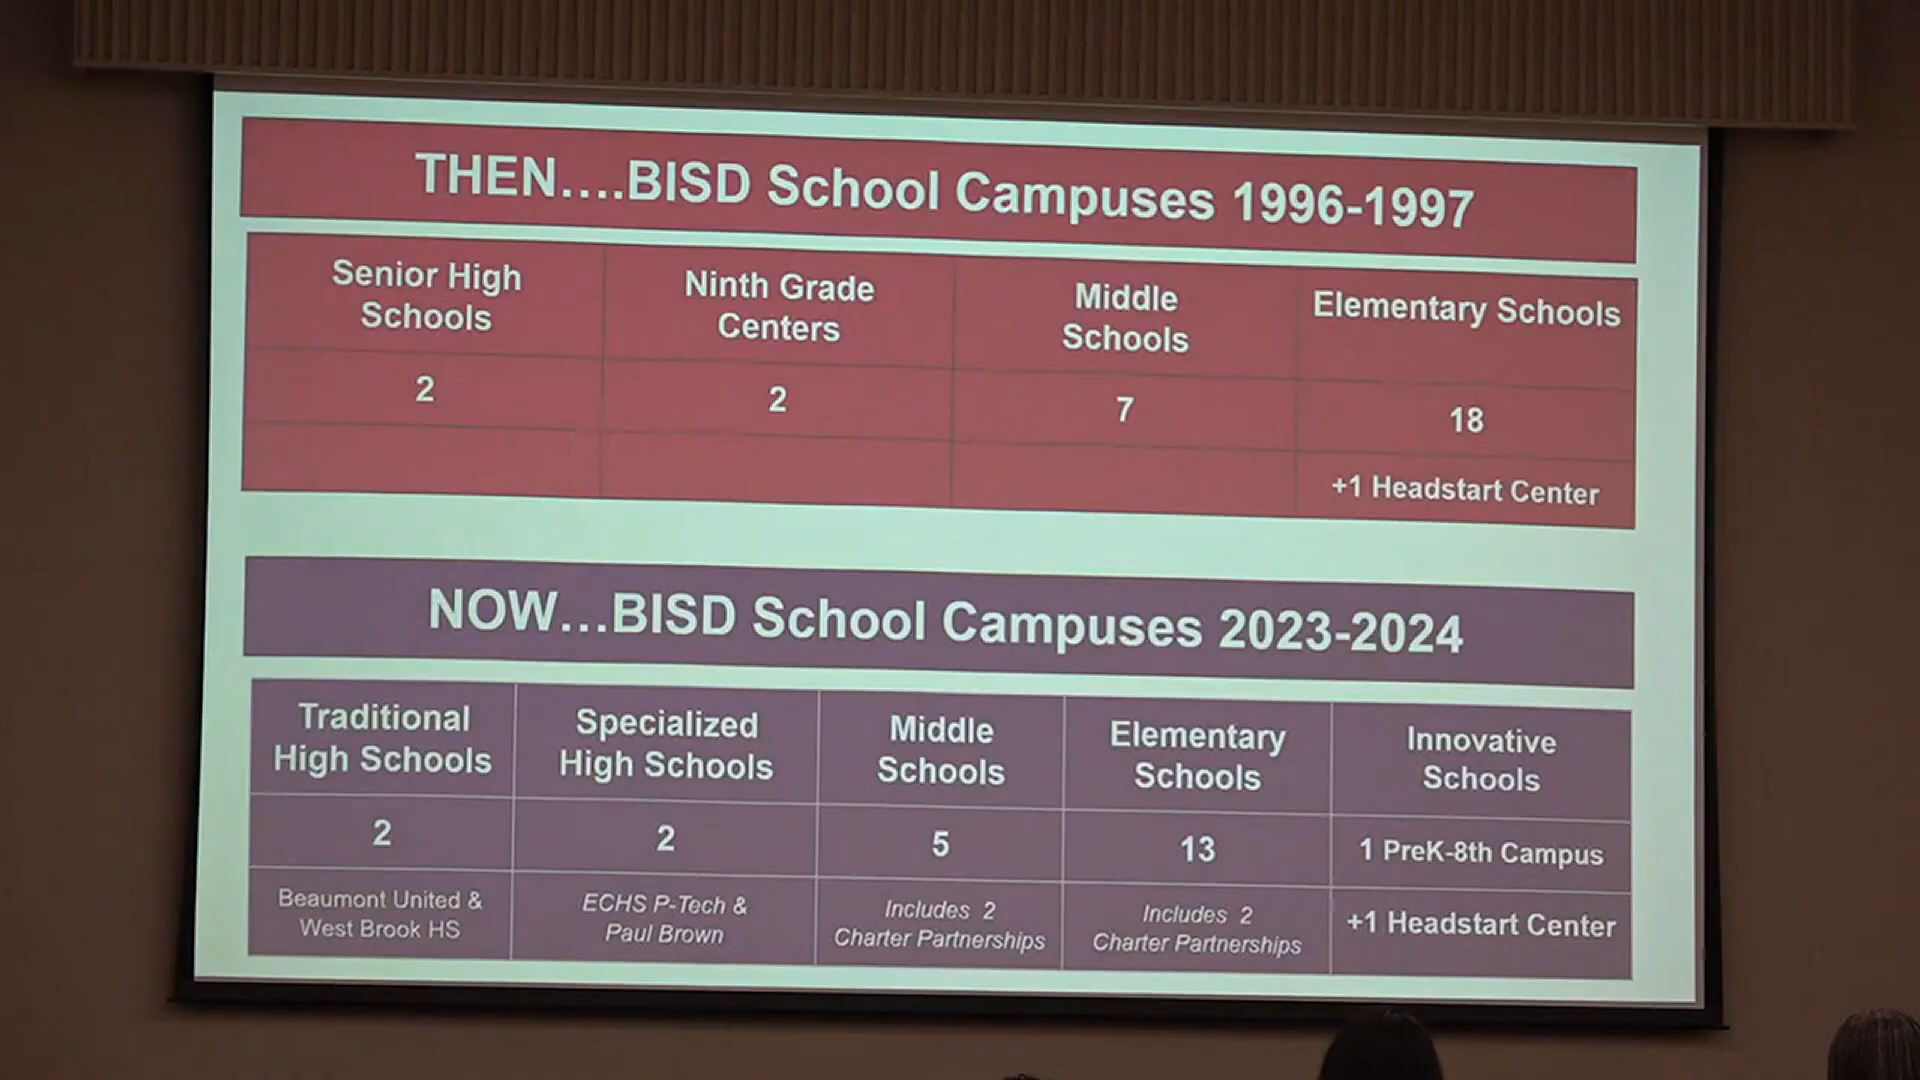 THEN....BISD School Campuses 1996-1997
Senior High
Schools
Ninth Grade
Centers
Middle
Schools
Elementary Schools
2
2
7
18
+1 Headstart Center
NOW...BISD School Campuses 2023-2024
Traditional
High Schools
Specialized
High Schools
Middle
Schools
Elementary
Schools
Innovative
Schools
2
2
5
13
1 PreK-8th Campus
Beaumont United &
West Brook HS
ECHS P-Tech &
Paul Brown
Includes 2
Charter Partnerships
Includes 2
Charter Partnerships
+1 Headstart Center